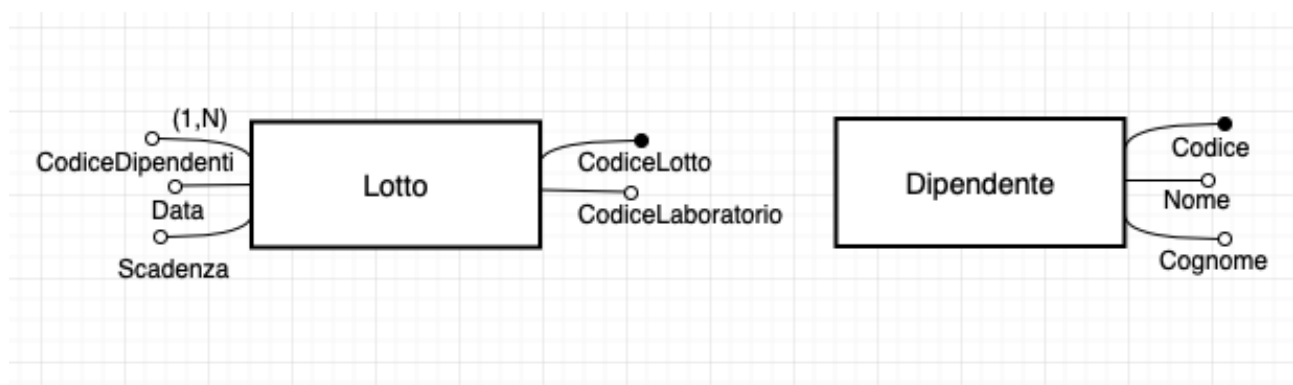 (1,N)
CodiceDipendenti
Data
Scadenza
Lotto
CodiceLotto
CodiceLaboratorio
Dipendente
Codice
Nome
Cognome